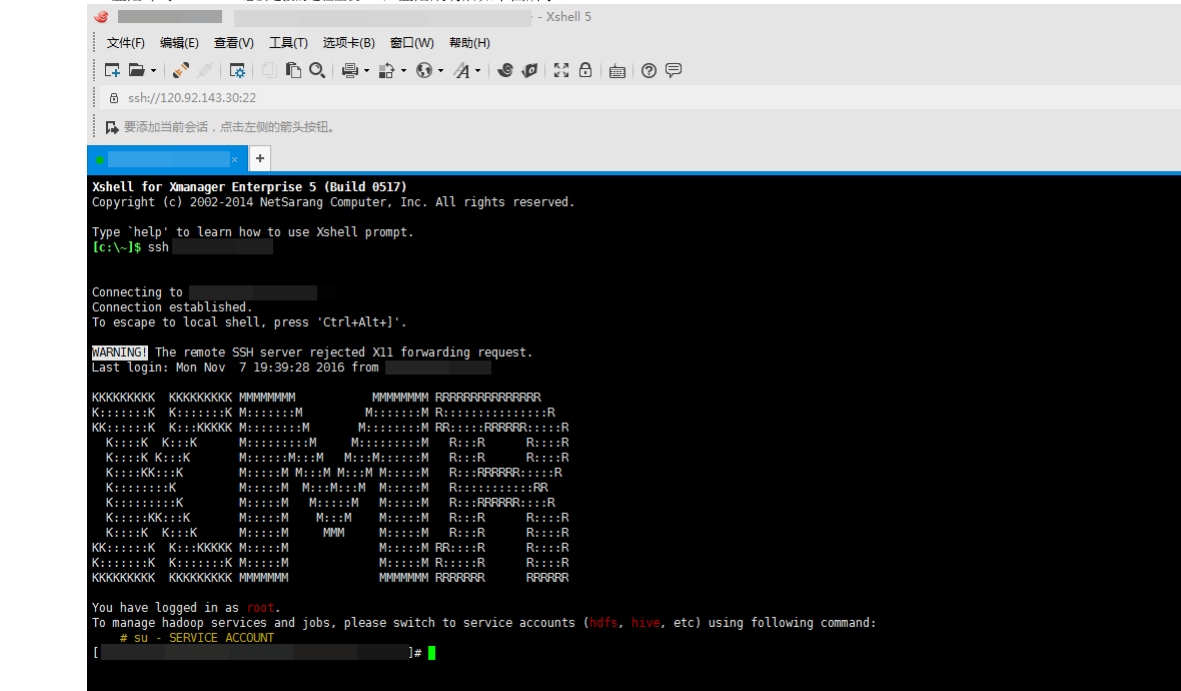 - Xshell 5
文件(F) 编辑(E) 查看(V) 工具(T) 选项卡(B) 窗口(W) 帮助(H)
ssh://120.92.143.30:22
要添加当前会话，点击左侧的箭头按钮。
× +
Xshell for Xmanager Enterprise 5 (Build 0517)
Copyright (c) 2002-2014 NetSarang Computer, Inc. All rights reserved.
Type `help' to learn how to use Xshell prompt.
[c:\~]$ ssh
Connecting to
Connection established.
To escape to local shell, press 'Ctrl+Alt+]'.
WARNING! The remote SSH server rejected X11 forwarding request.
Last login: Mon Nov  7 19:39:28 2016 from
KKKKKKKKK  KKKKKKKKK MMMMMMMM           MMMMMMMM RRRRRRRRRRRRRRR
K:::::::K  K:::::::K M:::::::M         M:::::::M R:::::::::::::::R
KK::::::K  K:::KKKKK M::::::::M       M::::::::M RR:::::RRRRRR:::::R
  K::::K  K:::K      M:::::::::M     M:::::::::M   R:::R      R::::R
  K::::K K:::K       M::::::M:::M   M:::M::::::M   R:::R      R::::R
  K::::KK:::K        M:::::M M:::M M:::M M:::::M   R:::RRRRRR:::::R
  K::::::::K         M:::::M  M:::M:::M  M:::::M   R:::::::::::RR
  K:::::::::K        M:::::M   M:::::M   M:::::M   R:::RRRRRR::::R
  K:::::KK:::K       M:::::M    M:::M    M:::::M   R:::R      R::::R
  K::::K  K:::K      M:::::M     MMM     M:::::M   R:::R      R::::R
KK::::::K  K:::KKKKK M:::::M             M:::::M RR::::R      R::::R
K:::::::K  K:::::::K M:::::M             M:::::M R:::::R      R::::R
KKKKKKKKK  KKKKKKKKK MMMMMMM             MMMMMMM RRRRRRR      RRRRRR
You have logged in as root.
To manage hadoop services and jobs, please switch to service accounts (hdfs, hive, etc) using following command:
    # su - SERVICE ACCOUNT
[ ]#